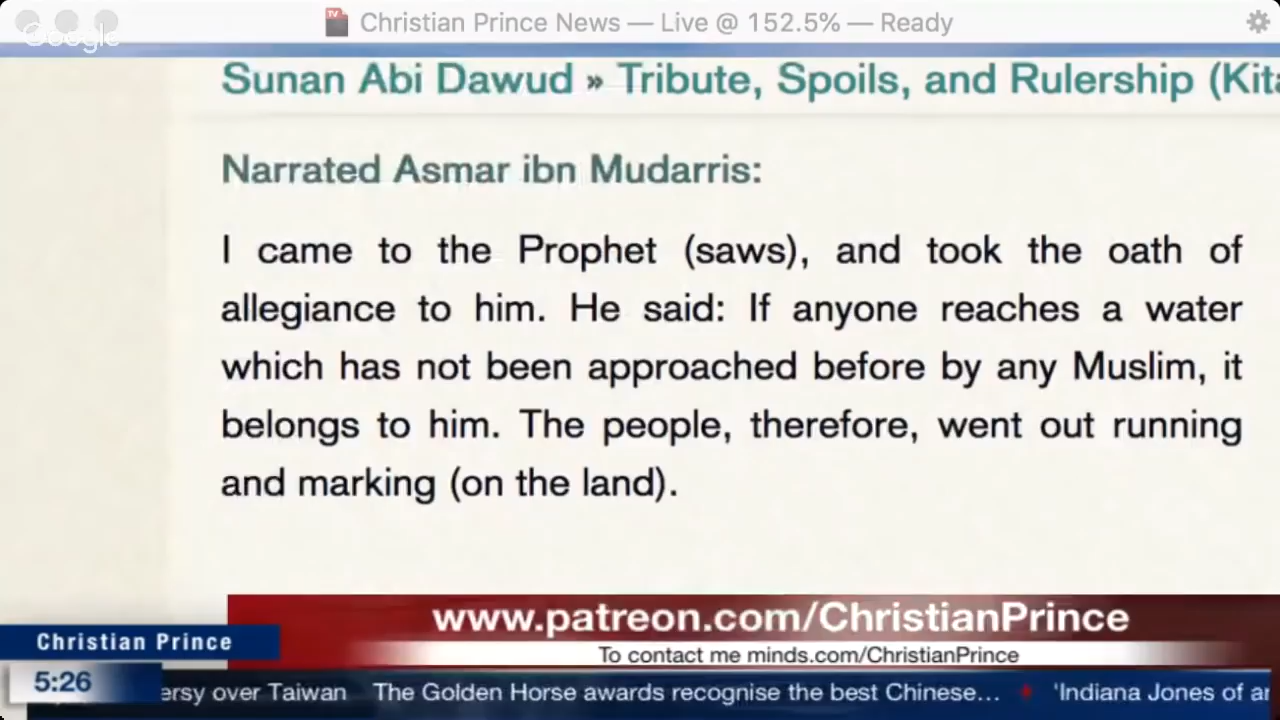 Christian Prince News — Live @ 152.5% — Ready
Google
Sunan Abi Dawud » Tribute, Spoils, and Rulership (Kita
Narrated Asmar ibn Mudarris:
I came to the Prophet (saws), and took the oath of
allegiance to him. He said: If anyone reaches a water
which has not been approached before by any Muslim, it
belongs to him. The people, therefore, went out running
and marking (on the land).
www.patreon.com/ChristianPrince
Christian Prince
To contact me minds.com/ChristianPrince
5:26
ersy over Taiwan The Golden Horse awards recognise the best Chinese... 'Indiana Jones of ar